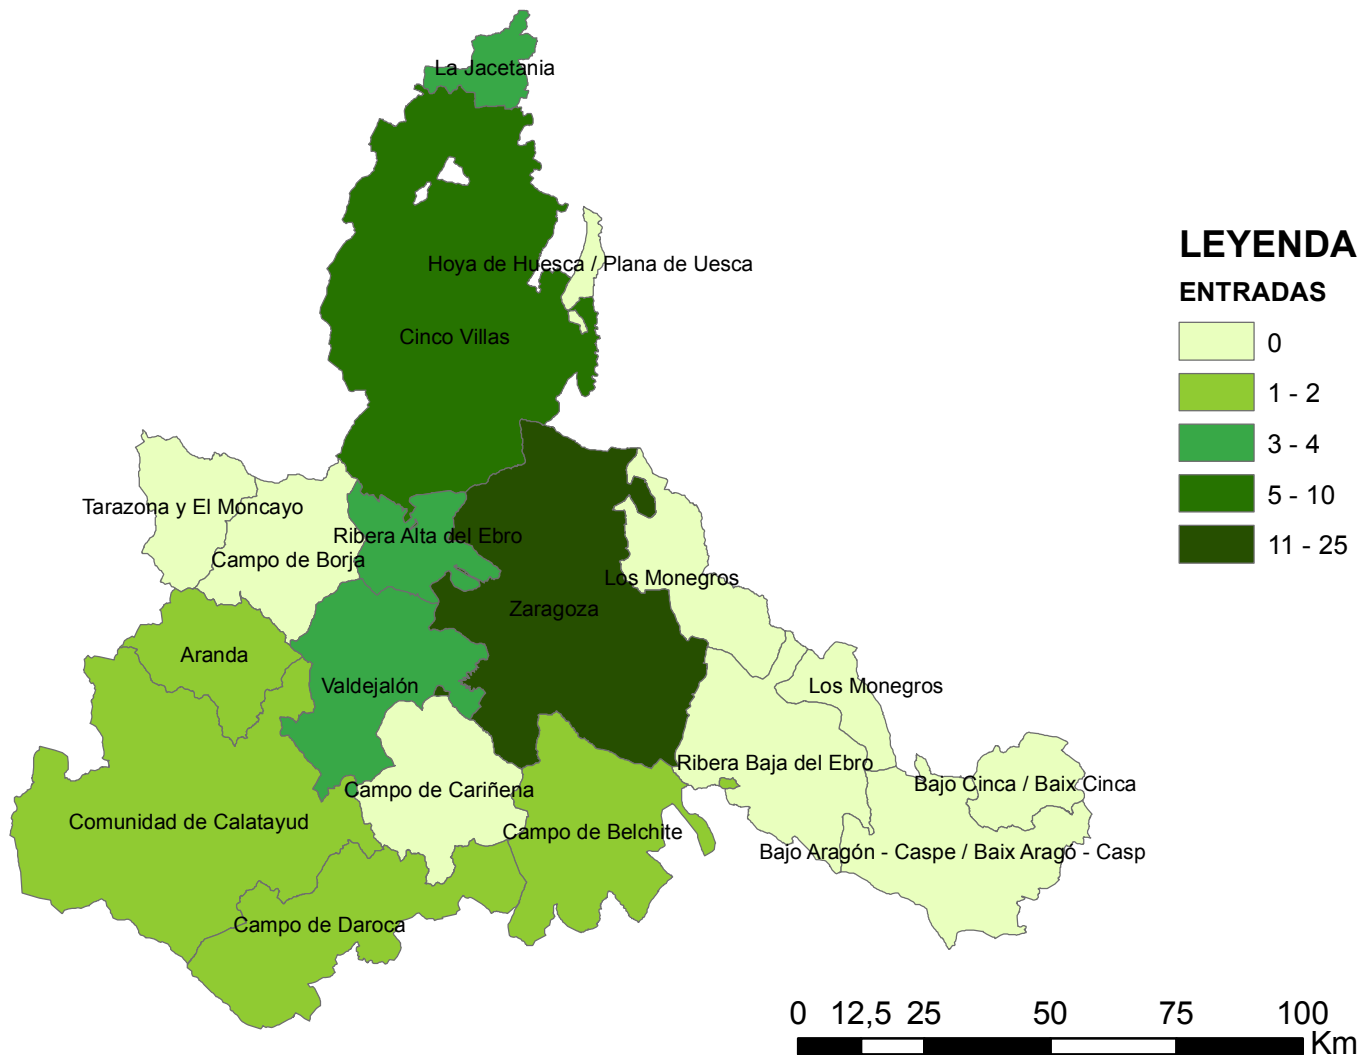 La Jacetania
Hoya de Huesca / Plana de Uesca
Cinco Villas
Tarazona y El Moncayo
Ribera Alta del Ebro
Campo de Borja
Los Monegros
Zaragoza
Aranda
Valdejalón
Los Monegros
Ribera Baja del Ebro
Campo de Cariñena
Bajo Cinca / Baix Cinca
Comunidad de Calatayud
Campo de Belchite
Bajo Aragón - Caspe / Baix Aragó - Casp
Campo de Daroca
LEYENDA
ENTRADAS
0
1 - 2
3 - 4
5 - 10
11 - 25
0 12,5 25 50 75 100
Km